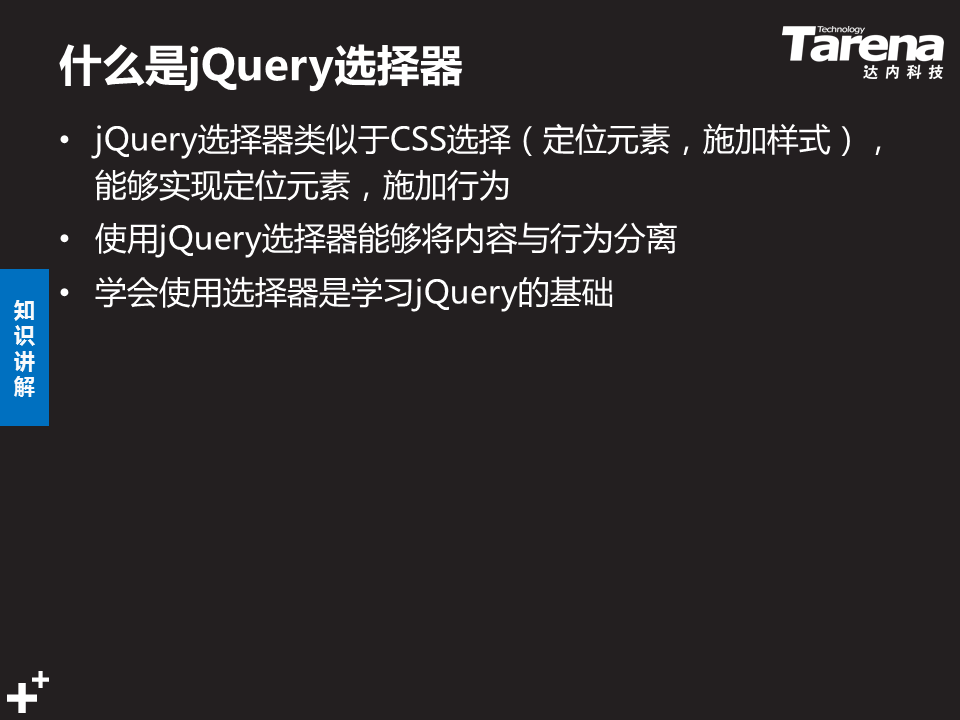 什么是jQuery选择器
Technology
Tarena
达内科技
• jQuery选择器类似于CSS选择（定位元素，施加样式），
能够实现定位元素，施加行为
• 使用jQuery选择器能够将内容与行为分离
• 学会使用选择器是学习jQuery的基础
知
识
讲
解